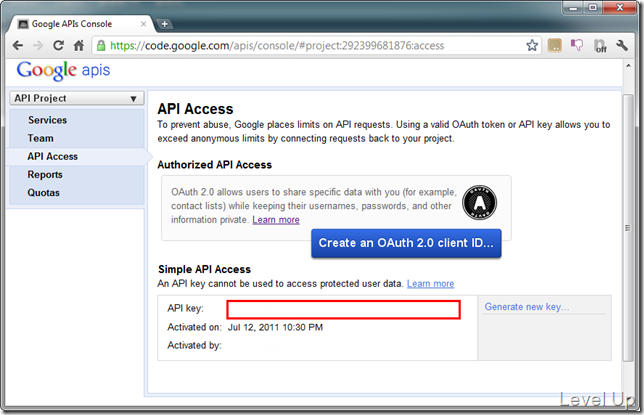 Google APIs Console
https://code.google.com/apis/console/#project:292399681876:access
off
Google apis
API Project
Services
Team
API Access
Reports
Quotas
API Access
To prevent abuse, Google places limits on API requests. Using a valid OAuth token or API key allows you to
exceed anonymous limits by connecting requests back to your project.
Authorized API Access
OAuth 2.0 allows users to share specific data with you (for example,
contact lists) while keeping their usernames, passwords, and other
information private. Learn more
OAUTH
A
Create an OAuth 2.0 client ID...
Simple API Access
An API key cannot be used to access protected user data. Learn more
API key:
Generate new key...
Activated on: Jul 12, 2011 10:30 PM
Activated by:
Level Up